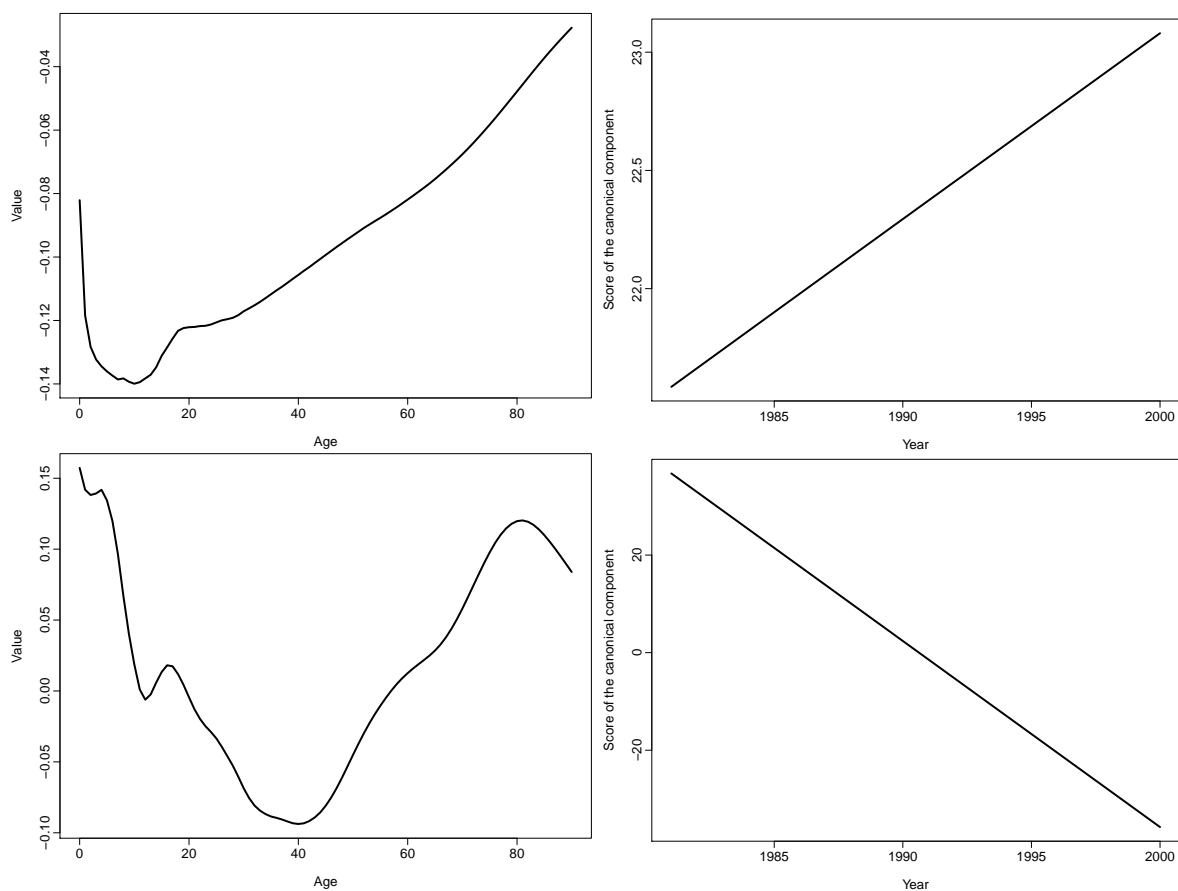 −0.04
−0.06
−0.08
−0.10
−0.12
−0.14
Value
0 20 40 60 80
Age
23.0
22.5
22.0
Score of the canonical component
1985 1990 1995 2000
Year
0.15
0.10
0.05
0.00
−0.05
−0.10
Value
0 20 40 60 80
Age
20
0
−20
Score of the canonical component
1985 1990 1995 2000
Year